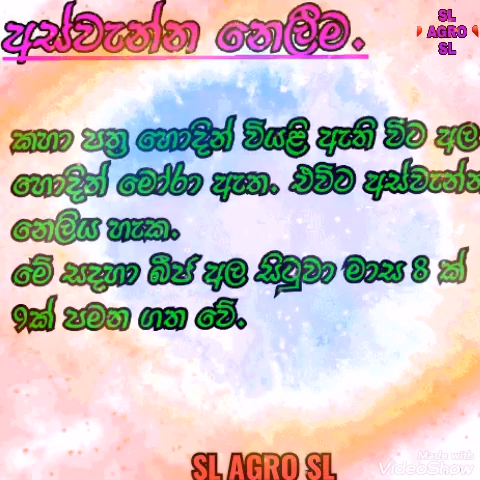 අස්වැන්න නෙලීම.
SL
AGRO
SL
කහා පත්‍ර හොදින් වියළි ඇති විට අල
හොදින් මෝරා ඇත. එවිට අස්වැන්න
නෙලිය හැක.
මේ සදහා බීජ අල සිටුවා මාස 8 ක්
9ක් පමන ගත වේ.
SL AGRO SL
Made with
VideoShow